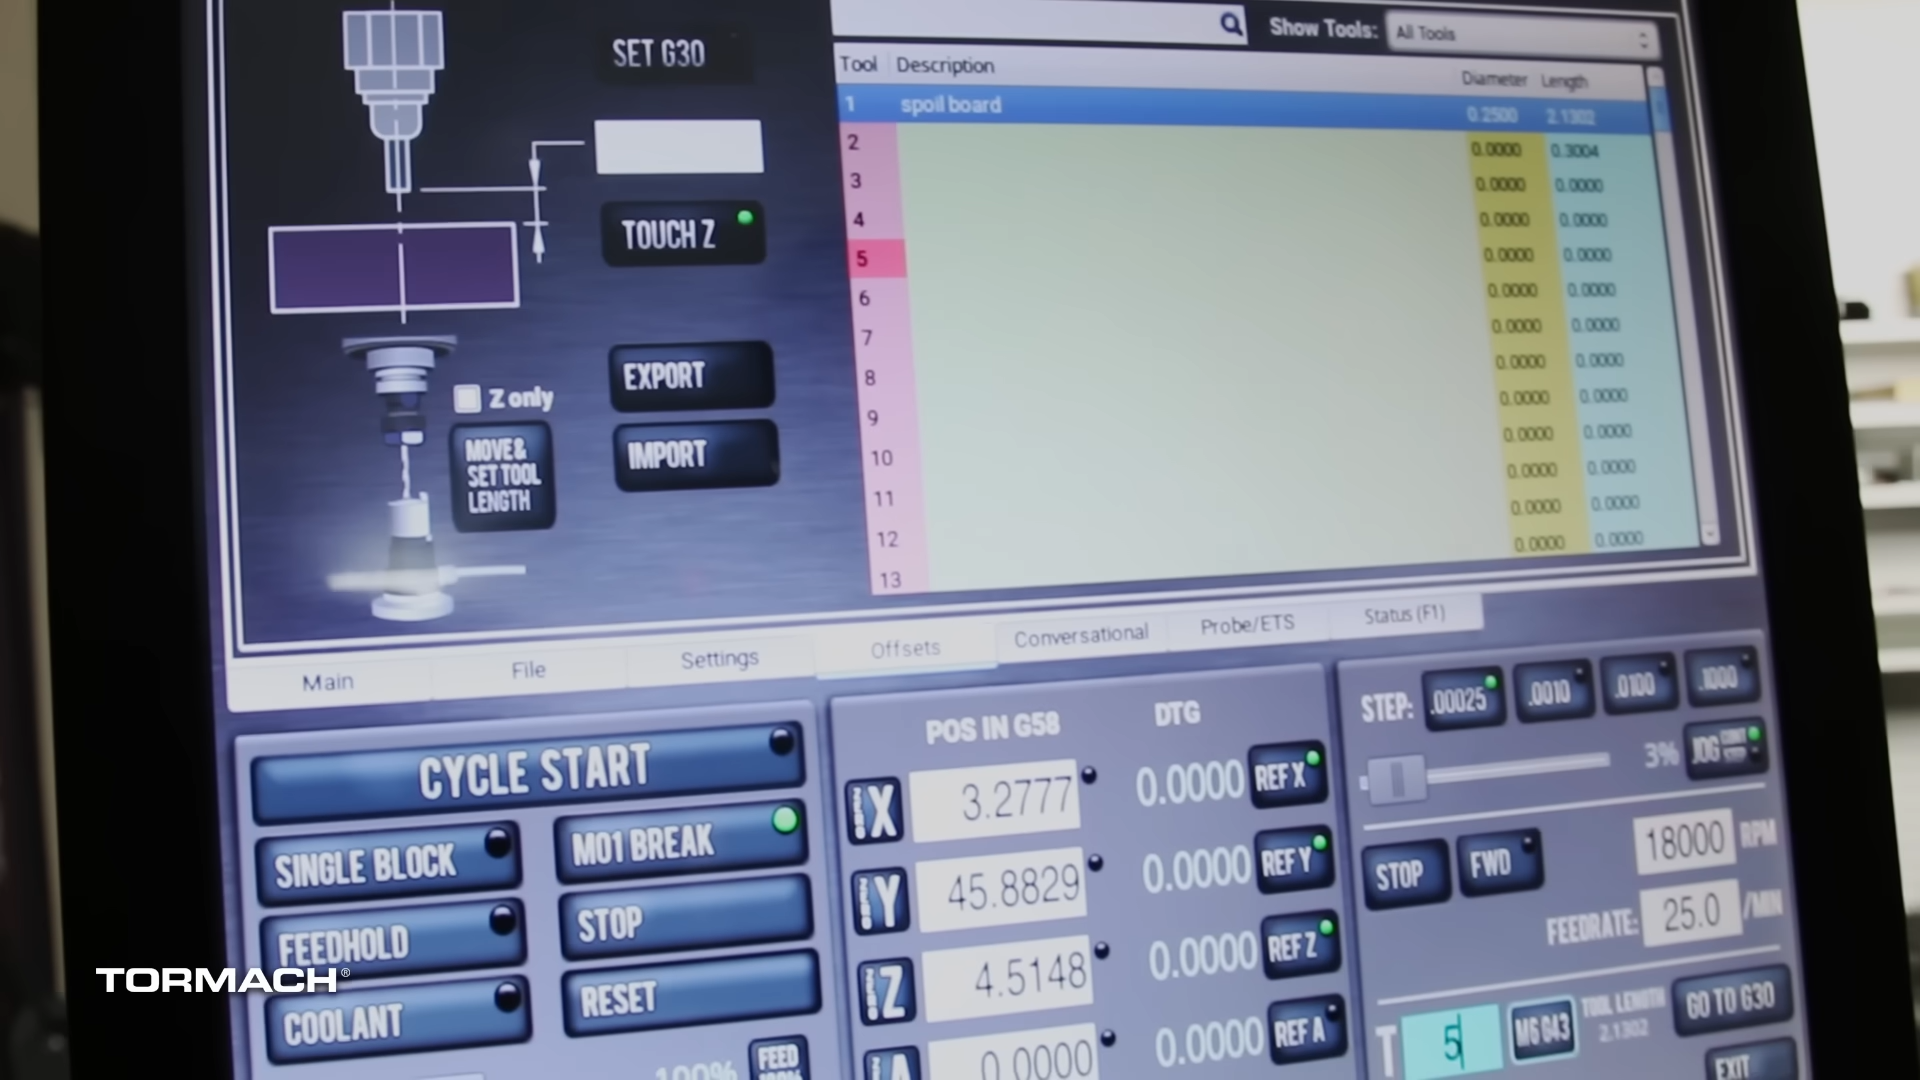 SET G30
Show Tools: All Tools
Tool Description Diameter Length
1 spoil board 0.2500 2.1302
2 0.0000 0.3004
3 0.0000 0.0000
4 0.0000 0.0000
5 0.0000 0.0000
6 0.0000 0.0000
7 0.0000 0.0000
8 0.0000 0.0000
9 0.0000 0.0000
10 0.0000 0.0000
11 0.0000 0.0000
12 0.0000 0.0000
13
TOUCH Z
EXPORT
IMPORT
Z only
MOVE &
SET TOOL
LENGTH
Main File Settings Offsets Conversational Probe/ETS Status (F1)
CYCLE START
SINGLE BLOCK
M01 BREAK
FEEDHOLD
STOP
COOLANT
RESET
100%
FEED
100%
POS IN G58 DTG
X 3.2777 0.0000 REF X
Y 45.8829 0.0000 REF Y
Z 4.5148 0.0000 REF Z
A 0.0000 0.0000 REF A
STEP: .00025 .0010 .0100 .1000
3% JOG CONT STEP
STOP FWD 18000 RPM
FEEDRATE: 25.0 /MIN
T 5 M6 G43
TOOL LENGTH
2.1302
GO TO G30
EXIT
TORMACH®